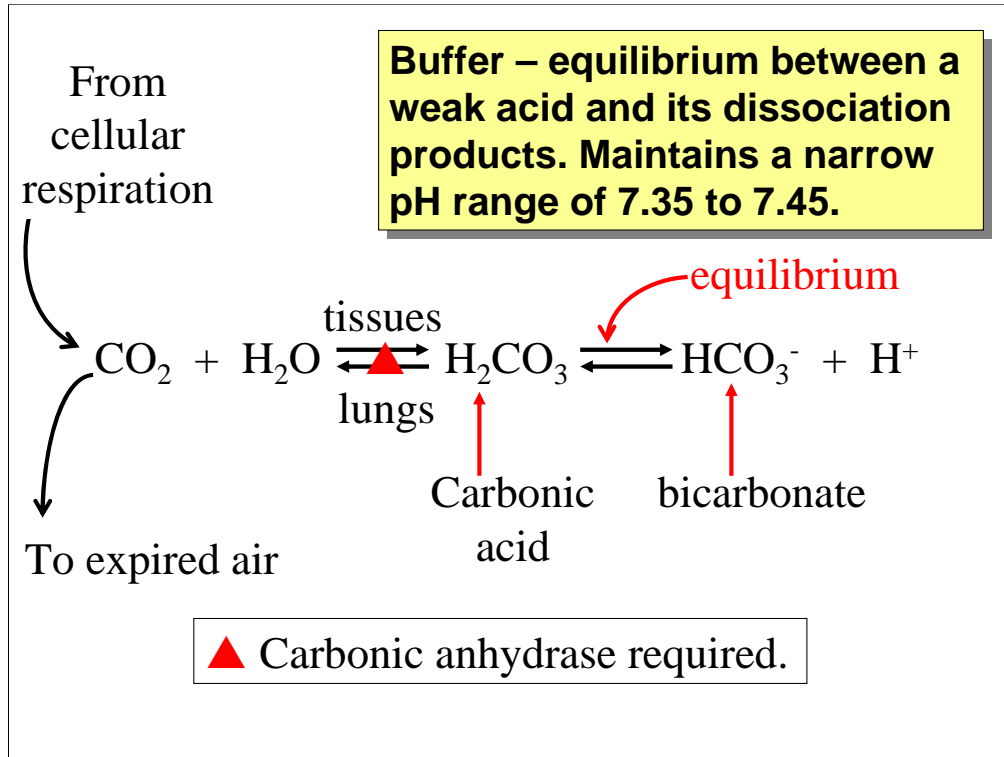 From
cellular
respiration
Buffer – equilibrium between a
weak acid and its dissociation
products. Maintains a narrow
pH range of 7.35 to 7.45.
equilibrium
tissues
CO₂ + H₂O H₂CO₃ HCO₃⁻ + H⁺
lungs
Carbonic
acid
bicarbonate
To expired air
Carbonic anhydrase required.